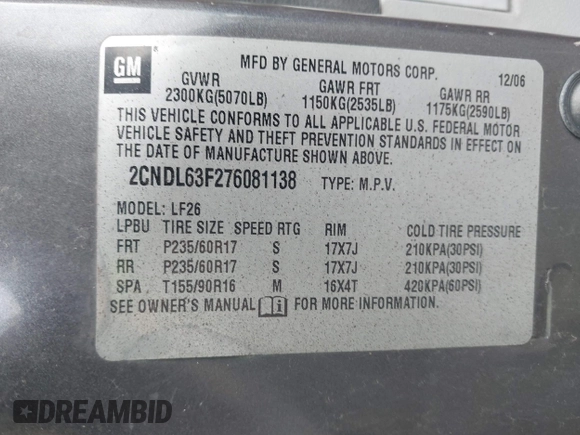 GM
MFD BY GENERAL MOTORS CORP. 12/06
GVWR GAWR FRT GAWR RR
2300KG(5070LB) 1150KG(2535LB) 1175KG(2590LB)
THIS VEHICLE CONFORMS TO ALL APPLICABLE U.S. FEDERAL MOTOR
VEHICLE SAFETY AND THEFT PREVENTION STANDARDS IN EFFECT ON
THE DATE OF MANUFACTURE SHOWN ABOVE.
2CNDL63F276081138 TYPE: M.P.V.
MODEL: LF26
LPBU TIRE SIZE SPEED RTG RIM COLD TIRE PRESSURE
FRT P235/60R17 S 17X7J 210KPA(30PSI)
RR P235/60R17 S 17X7J 210KPA(30PSI)
SPA T155/90R16 M 16X4T 420KPA(60PSI)
SEE OWNER'S MANUAL FOR MORE INFORMATION.
DREAMBID